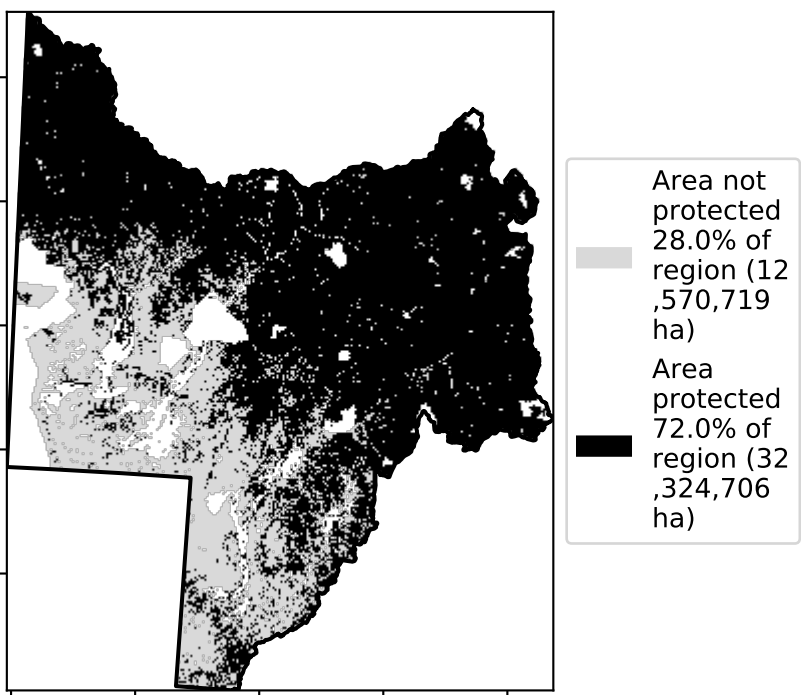 Area not
protected
28.0% of
region (12
,570,719
ha)
Area
protected
72.0% of
region (32
,324,706
ha)